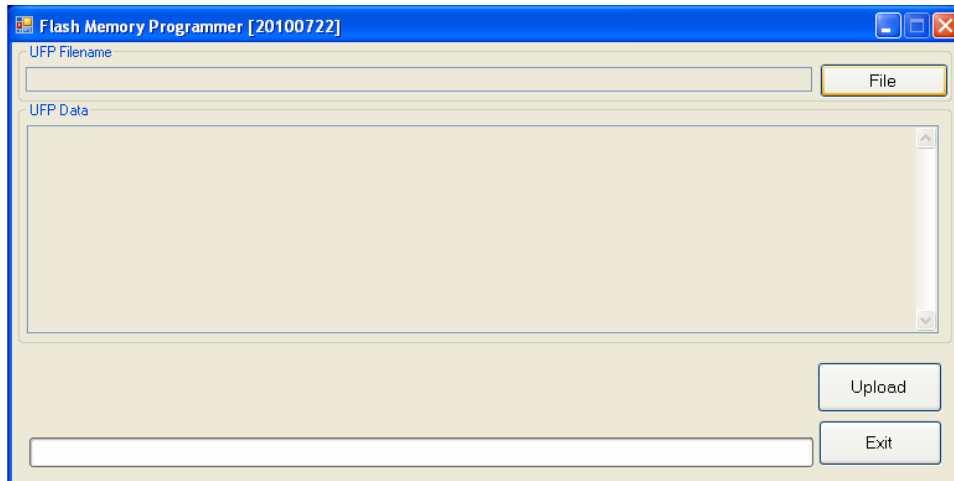 Flash Memory Programmer [20100722]
UFP Filename
File
UFP Data
Upload
Exit